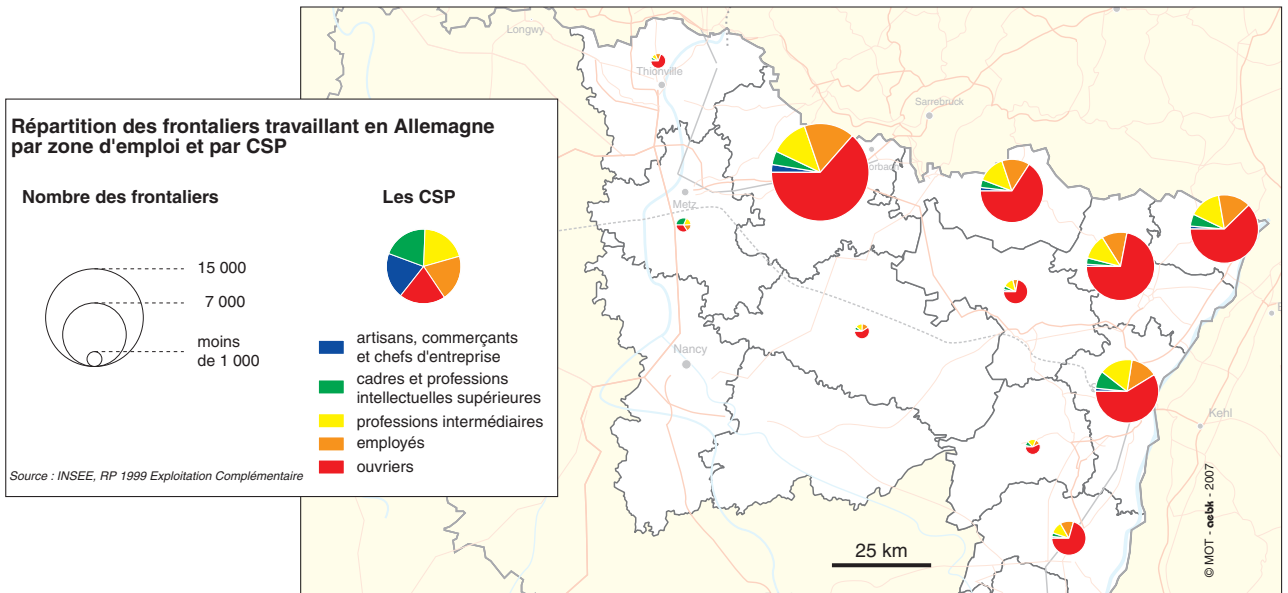 Répartition des frontaliers travaillant en Allemagne
par zone d'emploi et par CSP
Nombre des frontaliers
15 000
7 000
moins
de 1 000
Les CSP
artisans, commerçants
et chefs d'entreprise
cadres et professions
intellectuelles supérieures
professions intermédiaires
employés
ouvriers
Source : INSEE, RP 1999 Exploitation Complémentaire
Longwy
Thionville
Sarrebruck
orbach
Metz
Nancy
Kehl
25 km
© MOT - aebk - 2007